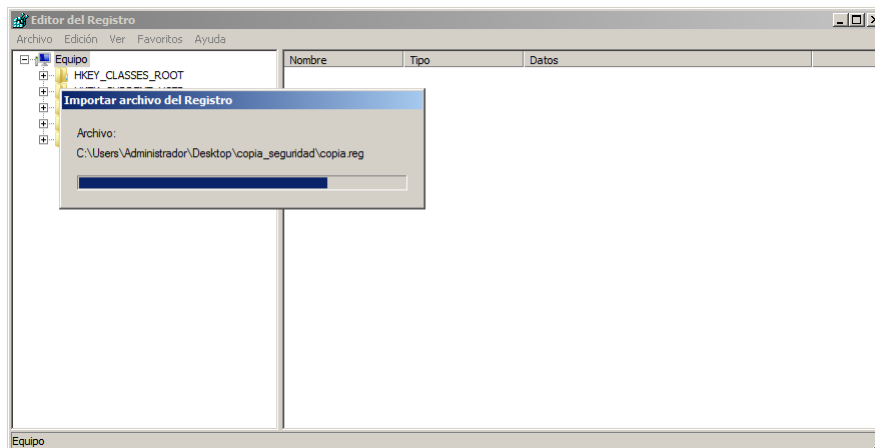 Editor del Registro
Archivo Edición Ver Favoritos Ayuda
Equipo
Nombre Tipo Datos
HKEY_CLASSES_ROOT
Importar archivo del Registro
Archivo:
C:\Users\Administrador\Desktop\copia_seguridad\copia.reg
Equipo